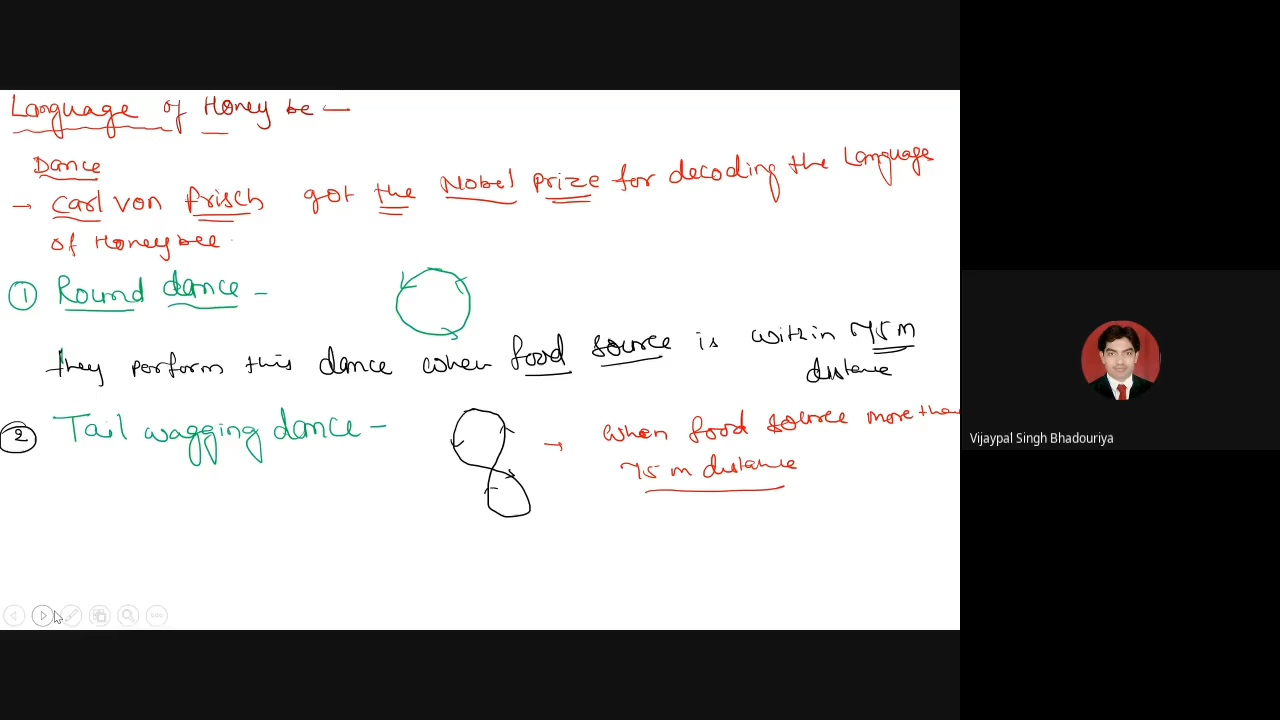 Language of Honey be —
Dance
→ Carl von frisch got the Nobel prize for decoding the Language
of Honeybee
① Round dance –
they perform this dance when food source is within 75 m
distance
② Tail wagging dance –
→ when food source more than
75 m distance
Vijaypal Singh Bhadouriya